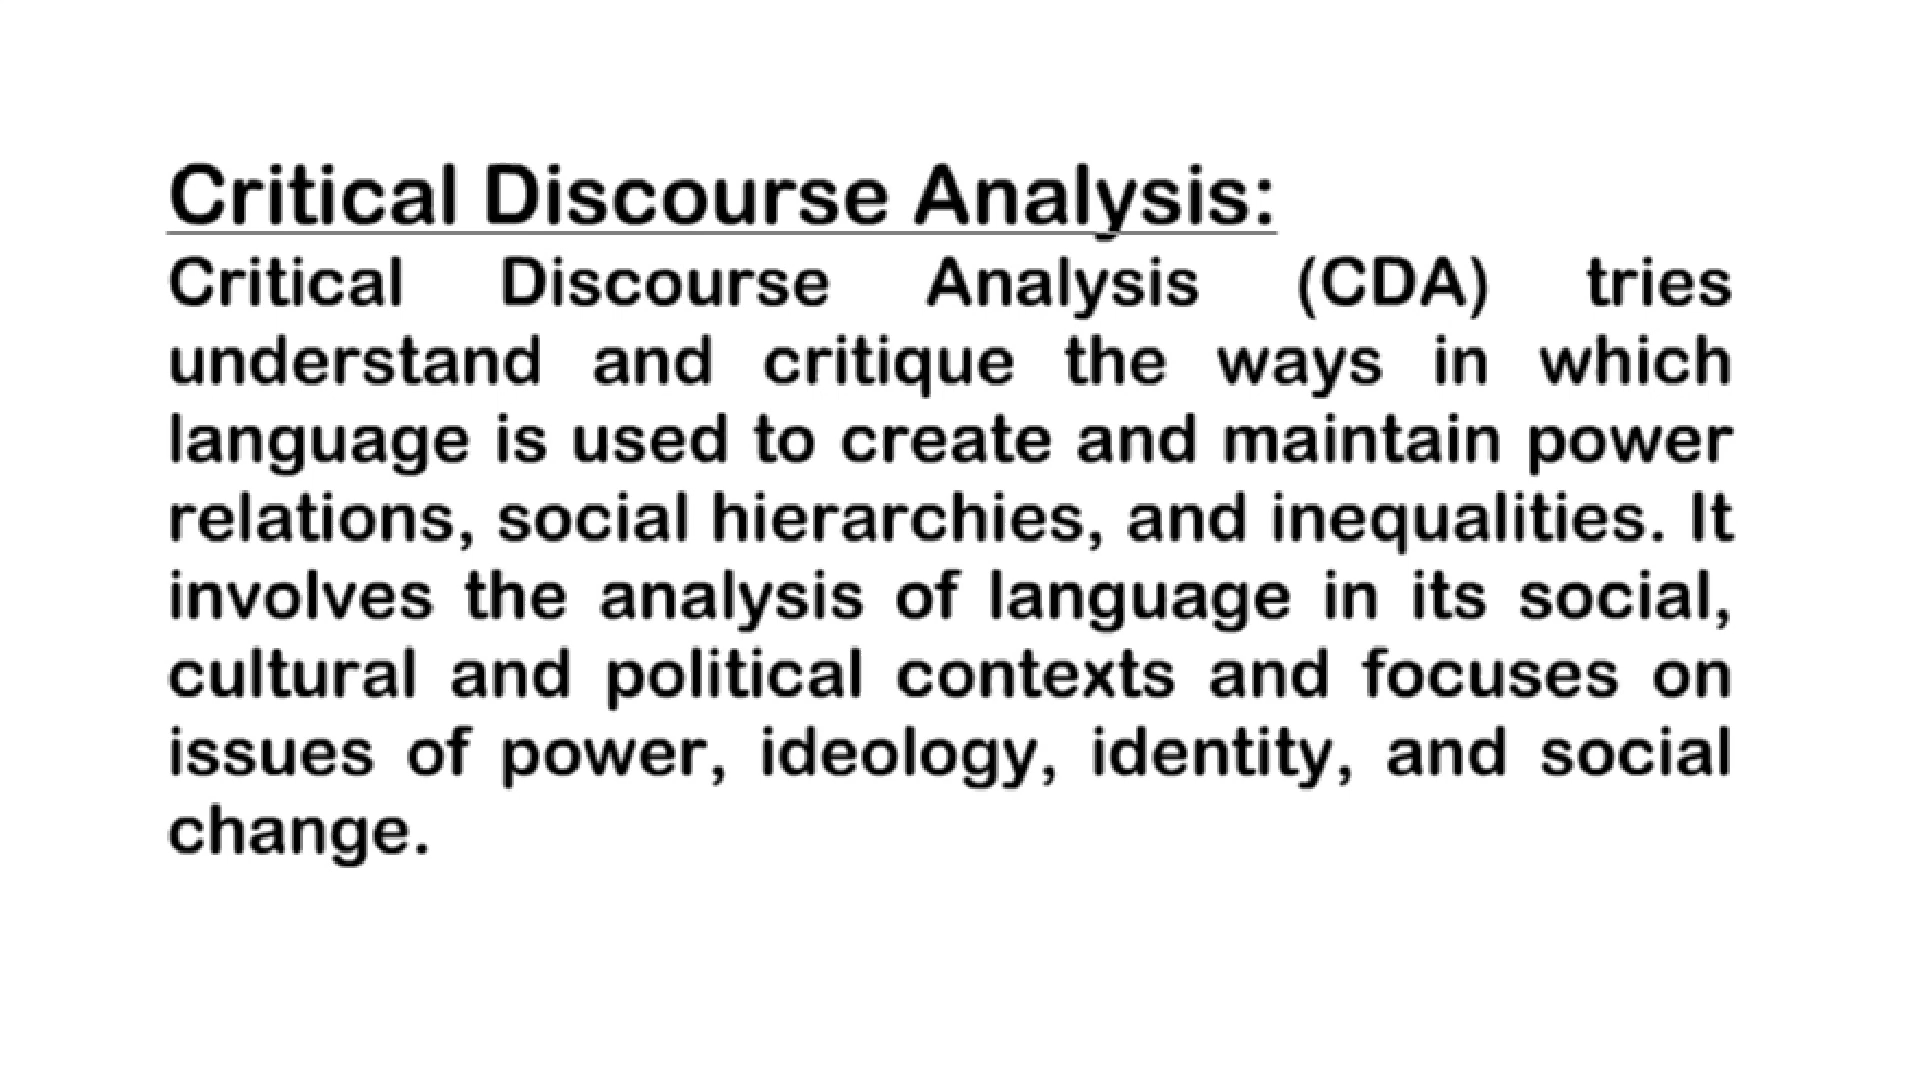 Critical Discourse Analysis:
Critical Discourse Analysis (CDA) tries
understand and critique the ways in which
language is used to create and maintain power
relations, social hierarchies, and inequalities. It
involves the analysis of language in its social,
cultural and political contexts and focuses on
issues of power, ideology, identity, and social
change.